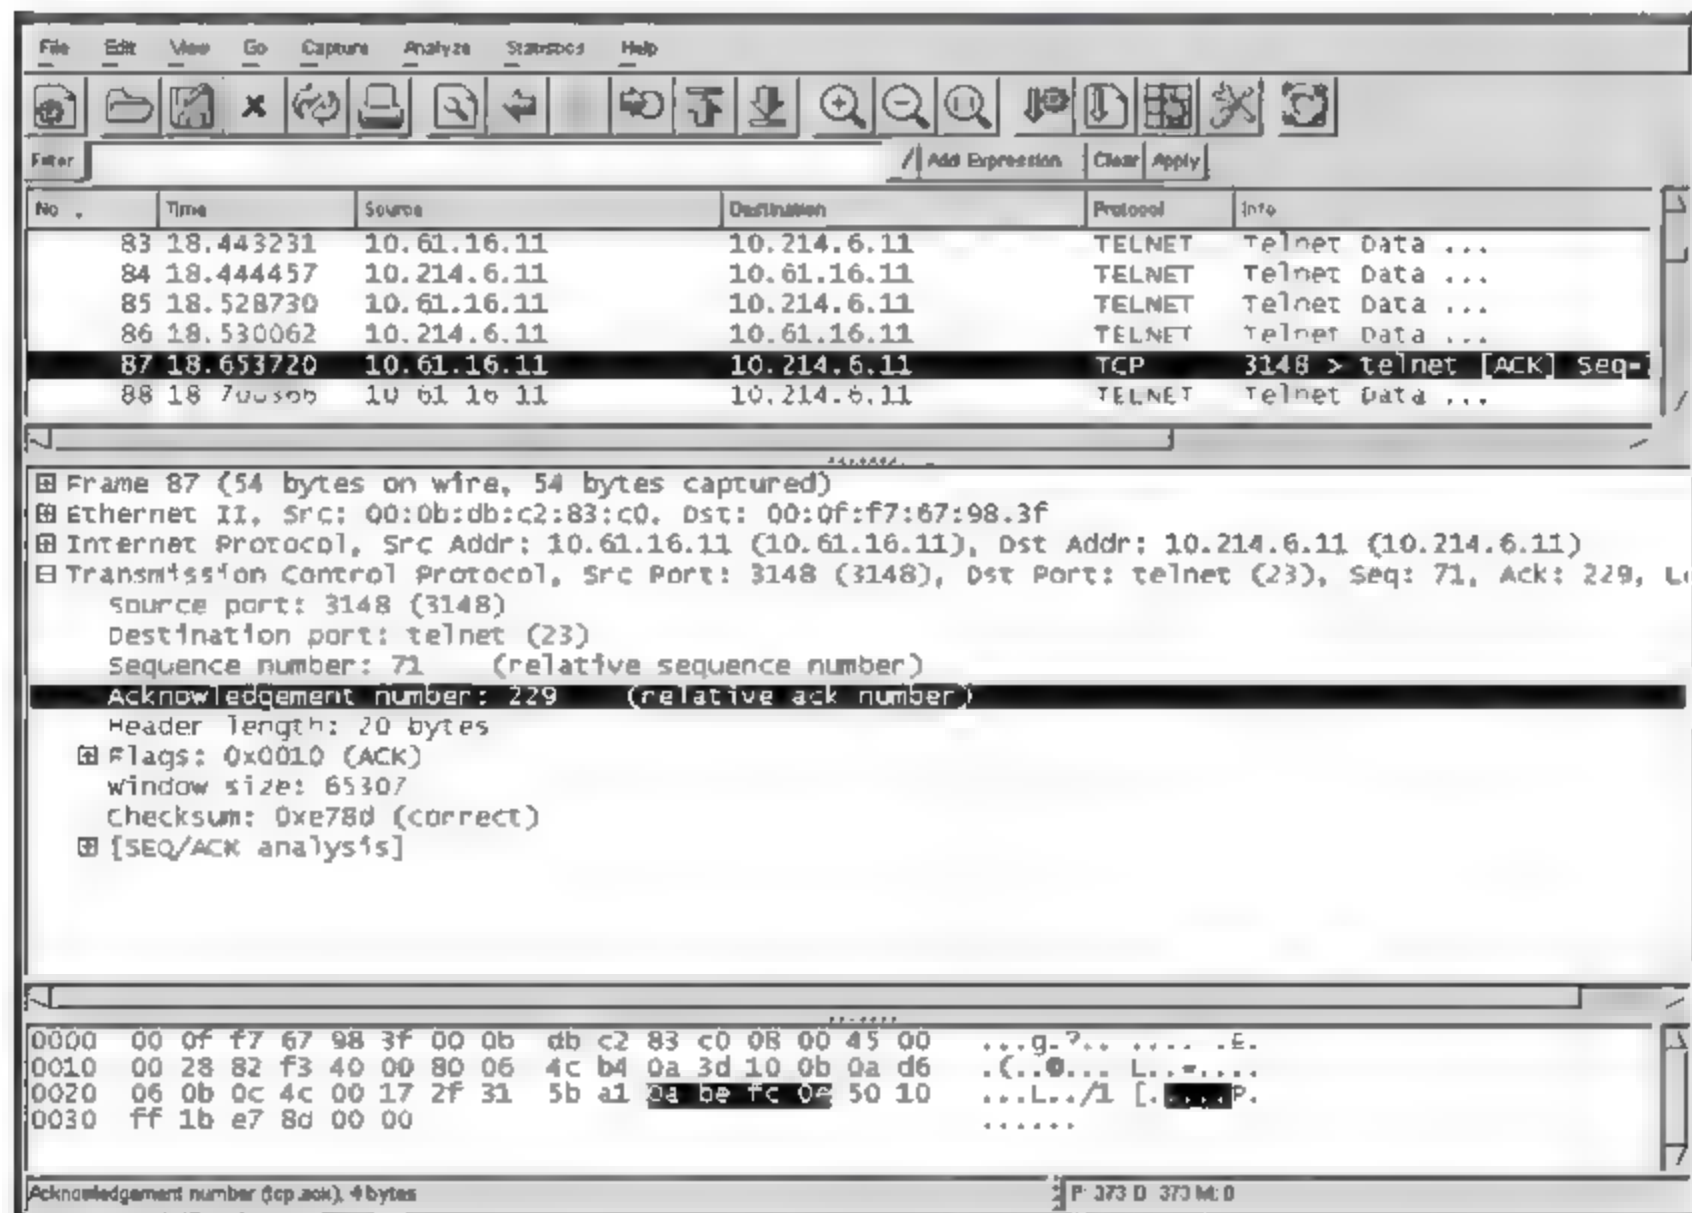 File Edit View Go Capture Analyze Statistics Help
Filter Add Expression Clear Apply
No . Time Source Destination Protocol Info
83 18.443231 10.61.16.11 10.214.6.11 TELNET Telnet Data ...
84 18.444457 10.214.6.11 10.61.16.11 TELNET Telnet Data ...
85 18.528730 10.61.16.11 10.214.6.11 TELNET Telnet Data ...
86 18.530062 10.214.6.11 10.61.16.11 TELNET Telnet Data ...
87 18.653720 10.61.16.11 10.214.6.11 TCP 3148 > telnet [ACK] Seq=
88 10 61 16 11 10.214.6.11 TELNET Telnet Data ...
Frame 87 (54 bytes on wire, 54 bytes captured)
Ethernet II, Src: 00:0b:db:c2:83:c0, Dst: 00:0f:f7:67:98:3f
Internet Protocol, Src Addr: 10.61.16.11 (10.61.16.11), Dst Addr: 10.214.6.11 (10.214.6.11)
Transmission Control Protocol, Src Port: 3148 (3148), Dst Port: telnet (23), Seq: 71, Ack: 229,
Source port: 3148 (3148)
Destination port: telnet (23)
Sequence number: 71 (relative sequence number)
Acknowledgement number: 229 (relative ack number)
Header length: 20 bytes
Flags: 0x0010 (ACK)
window size: 65307
Checksum: 0xe78d (correct)
[SEQ/ACK analysis]
0000 00 0f f7 67 98 3f 00 0b db c2 83 c0 08 00 45 00 ...g.?.. ......E.
0010 00 28 82 f3 40 00 80 06 4c b4 0a 3d 10 0b 0a d6 .(..@... L..=....
0020 06 0b 0c 4c 00 17 2f 31 5b a1 0a be fc 0e 50 10 ...L../1 [.....P.
0030 ff 1b e7 8d 00 00 ......
Acknowledgement number (tcp.ack), 4 bytes P: 373 D: 373 M: 0